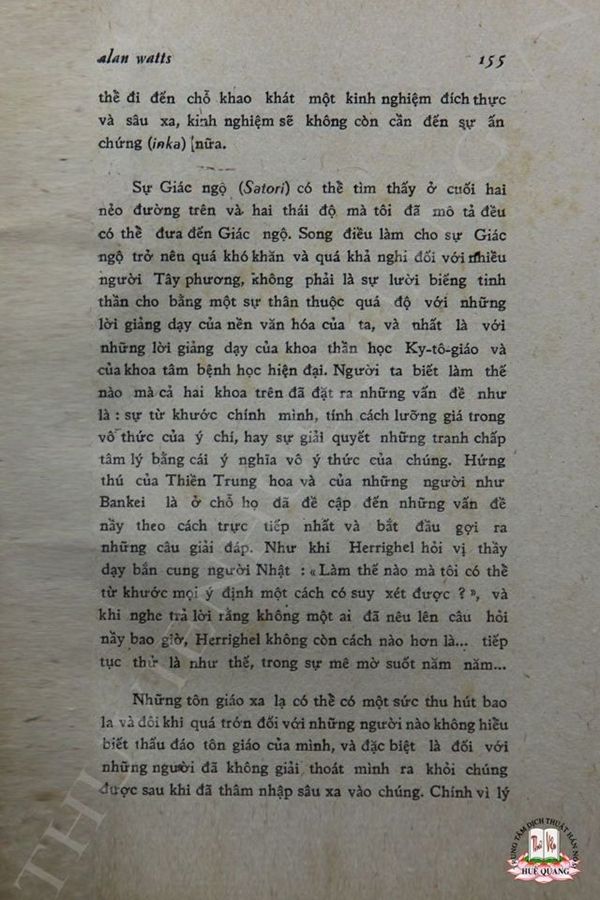 alan watts 155
thể đi đến chỗ khao khát một kinh nghiệm đích thực
và sâu xa, kinh nghiệm sẽ không còn cần đến sự ấn
chứng (inka) nữa.
Sự Giác ngộ (Satori) có thể tìm thấy ở cuối hai
nẻo đường trên và hai thái độ mà tôi đã mô tả đều
có thể đưa đến Giác ngộ. Song điều làm cho sự Giác
ngộ trở nên quá khó khăn và quá khả nghi đối với nhiều
người Tây phương, không phải là sự lười biếng tinh
thần cho bằng một sự thân thuộc quá độ với những
lời giảng dạy của nền văn hóa của ta, và nhất là với
những lời giảng dạy của khoa thần học Ky-tô-giáo và
của khoa tâm bệnh học hiện đại. Người ta biết làm thế
nào mà cả hai khoa trên đã đặt ra những vấn đề như
là : sự từ khước chính mình, tính cách lưỡng giá trong
vô thức của ý chí, hay sự giải quyết những tranh chấp
tâm lý bằng cái ý nghĩa vô ý thức của chúng. Hứng
thú của Thiền Trung hoa và của những người như
Bankei là ở chỗ họ đã đề cập đến những vấn đề
nầy theo cách trực tiếp nhất và bắt đầu gợi ra
những câu giải đáp. Như khi Herrighel hỏi vị thầy
dạy bắn cung người Nhật : «Làm thế nào mà tôi có thể
từ khước mọi ý định một cách có suy xét được ? », và
khi nghe trả lời rằng không một ai đã nêu lên câu hỏi
nầy bao giờ, Herrighel không còn cách nào hơn là... tiếp
tục thử là như thế, trong sự mê mờ suốt năm năm...
Những tôn giáo xa lạ có thể có một sức thu hút bao
la và đôi khi quá trớn đối với những người nào không hiểu
biết thấu đáo tôn giáo của mình, và đặc biệt là đối với
những người đã không giải thoát mình ra khỏi chúng
được sau khi đã thâm nhập sâu xa vào chúng. Chính vì lý
TRUNG TÂM DỊCH THUẬT HÁN NÔM
HUỆ QUANG